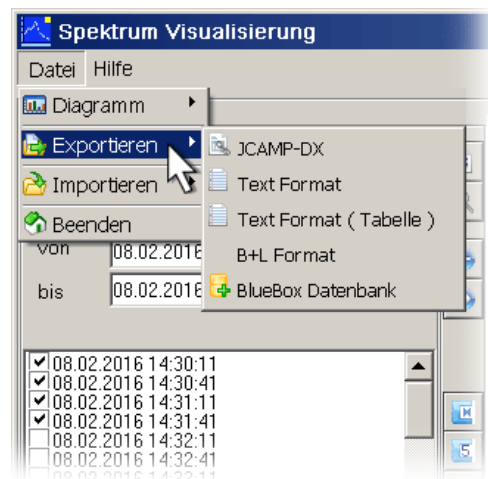 Spektrum Visualisierung
Datei Hilfe
Diagramm
Exportieren
Importieren
Beenden
JCAMP-DX
Text Format
Text Format ( Tabelle )
B+L Format
BlueBox Datenbank
von 08.02.2016
bis 08.02.2016
08.02.2016 14:30:11
08.02.2016 14:30:41
08.02.2016 14:31:11
08.02.2016 14:31:41
08.02.2016 14:32:11
08.02.2016 14:32:41
5